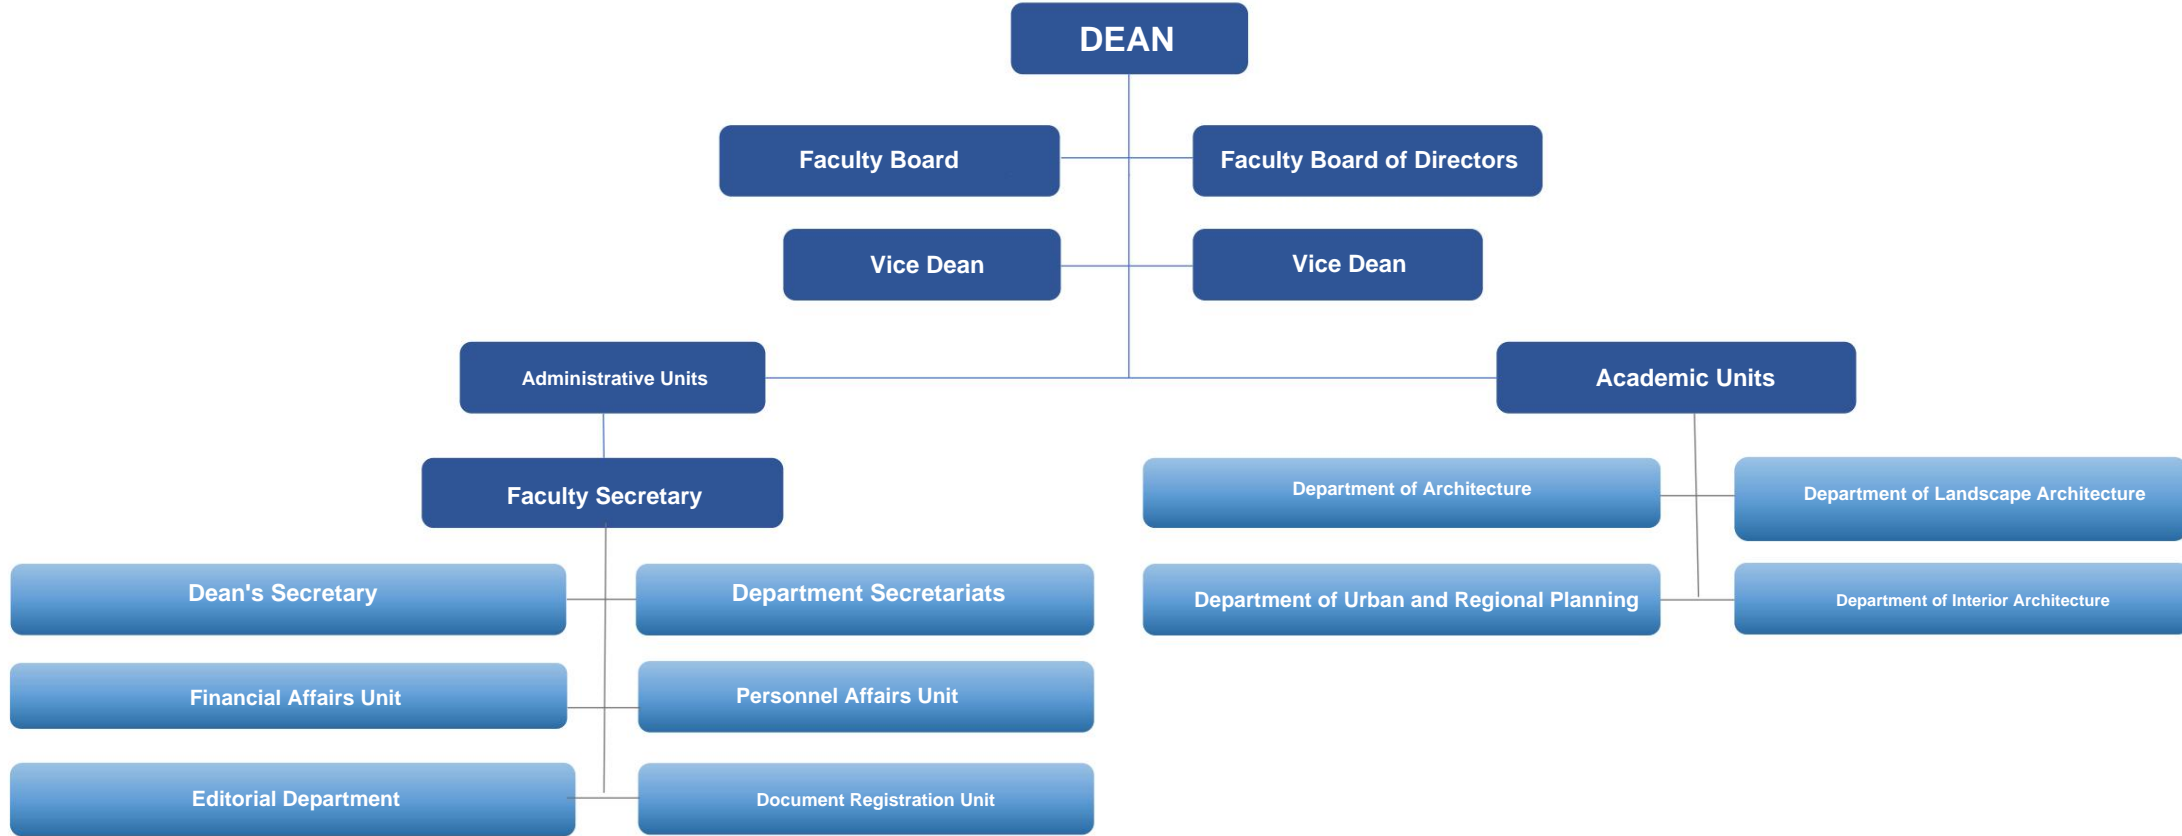 DEAN
Faculty Board
Faculty Board of Directors
Vice Dean
Vice Dean
Administrative Units
Academic Units
Faculty Secretary
Department of Architecture
Department of Landscape Architecture
Dean's Secretary
Department Secretariats
Department of Urban and Regional Planning
Department of Interior Architecture
Financial Affairs Unit
Personnel Affairs Unit
Editorial Department
Document Registration Unit